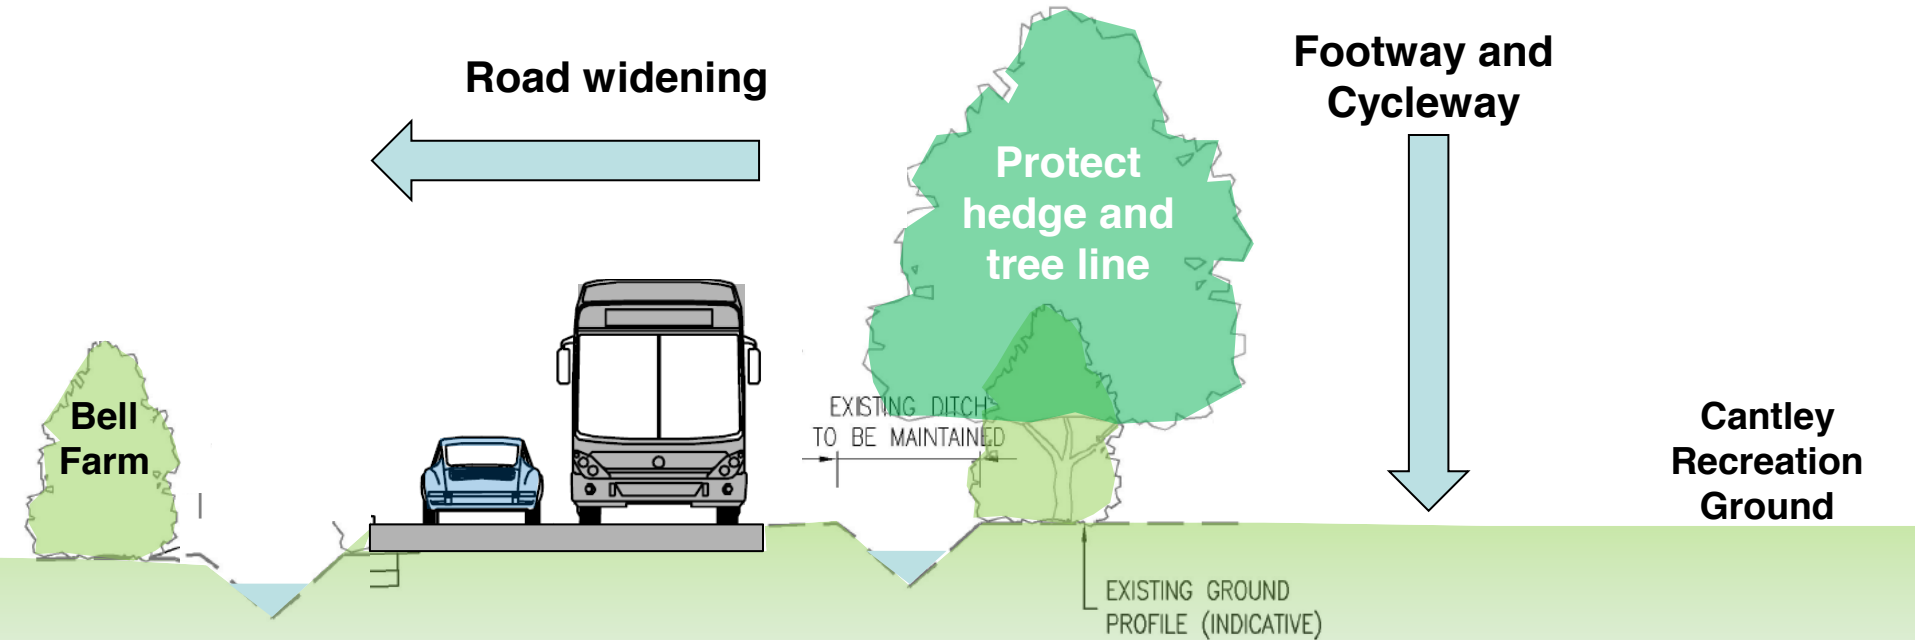 Road widening
Footway and
Cycleway
Protect
hedge and
tree line
Bell
Farm
EXISTING DITCH
TO BE MAINTAINED
Cantley
Recreation
Ground
EXISTING GROUND
PROFILE (INDICATIVE)